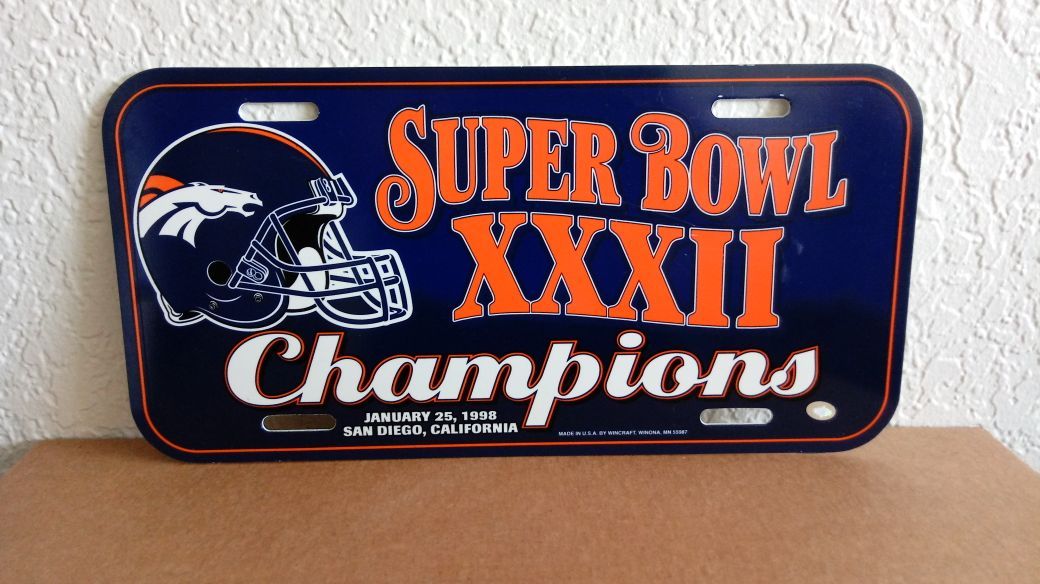 SUPER BOWL
XXXII
Champions
JANUARY 25, 1998
SAN DIEGO, CALIFORNIA
MADE IN U.S.A. BY WINCRAFT, WINONA, MN 55987